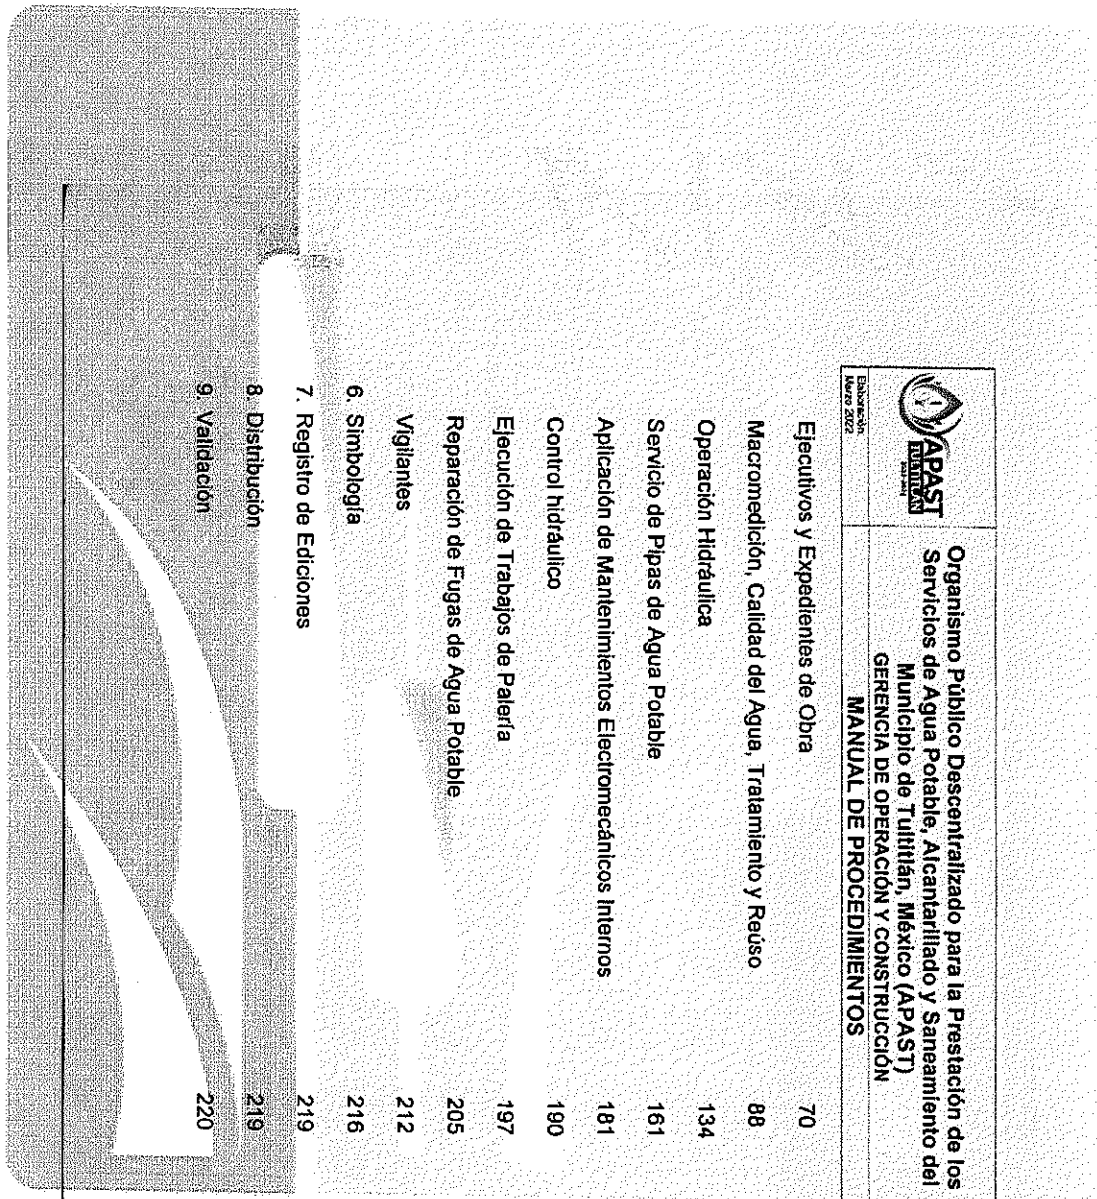 APAST
TULTITLÁN
Elaboración:
Marzo 2022
Organismo Público Descentralizado para la Prestación de los
Servicios de Agua Potable, Alcantarillado y Saneamiento del
Municipio de Tultitlán, México (APAST)
GERENCIA DE OPERACIÓN Y CONSTRUCCIÓN
MANUAL DE PROCEDIMIENTOS
Ejecutivos y Expedientes de Obra 70
Macromedición, Calidad del Agua, Tratamiento y Reúso 88
Operación Hidráulica 134
Servicio de Pipas de Agua Potable 161
Aplicación de Mantenimientos Electromecánicos Internos 181
Control hidráulico 190
Ejecución de Trabajos de Palería 197
Reparación de Fugas de Agua Potable 205
Vigilantes 212
6. Simbología 216
7. Registro de Ediciones 219
8. Distribución 219
9. Validación 220